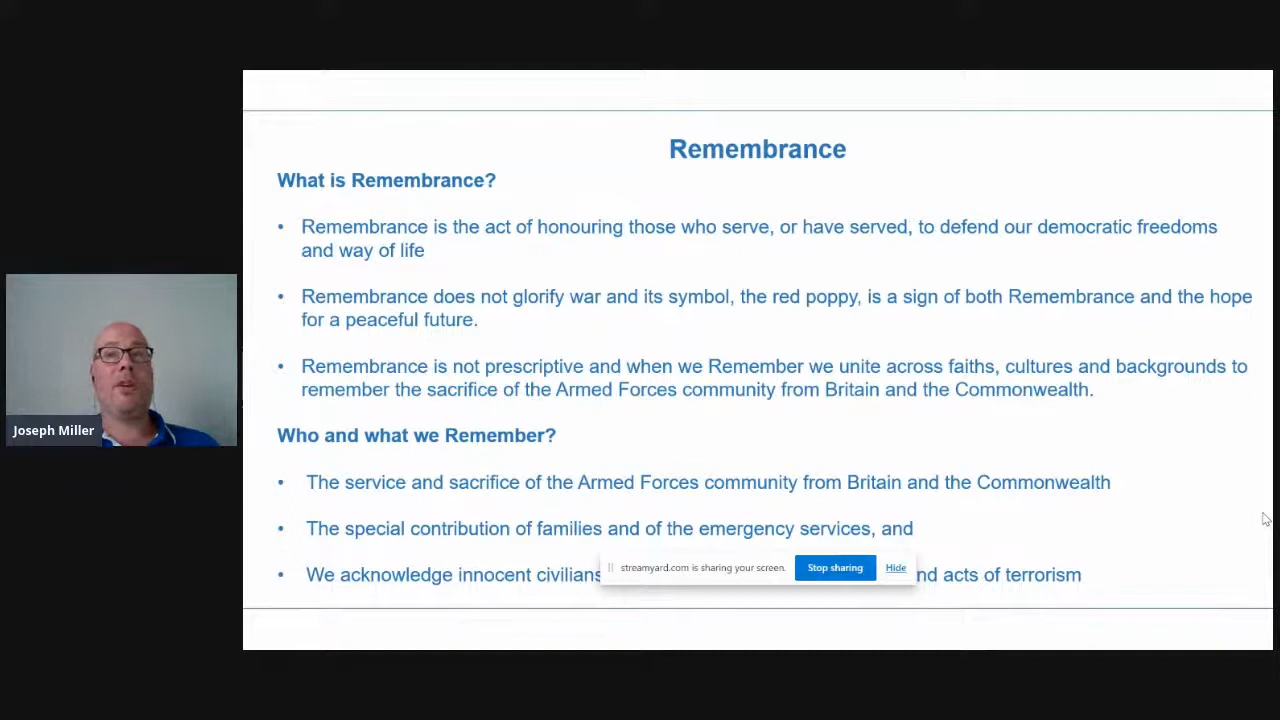 Remembrance
What is Remembrance?
• Remembrance is the act of honouring those who serve, or have served, to defend our democratic freedoms
and way of life
• Remembrance does not glorify war and its symbol, the red poppy, is a sign of both Remembrance and the hope
for a peaceful future.
• Remembrance is not prescriptive and when we Remember we unite across faiths, cultures and backgrounds to
remember the sacrifice of the Armed Forces community from Britain and the Commonwealth.
Who and what we Remember?
• The service and sacrifice of the Armed Forces community from Britain and the Commonwealth
• The special contribution of families and of the emergency services, and
• We acknowledge innocent civilians nd acts of terrorism
streamyard.com is sharing your screen. Stop sharing Hide
Joseph Miller